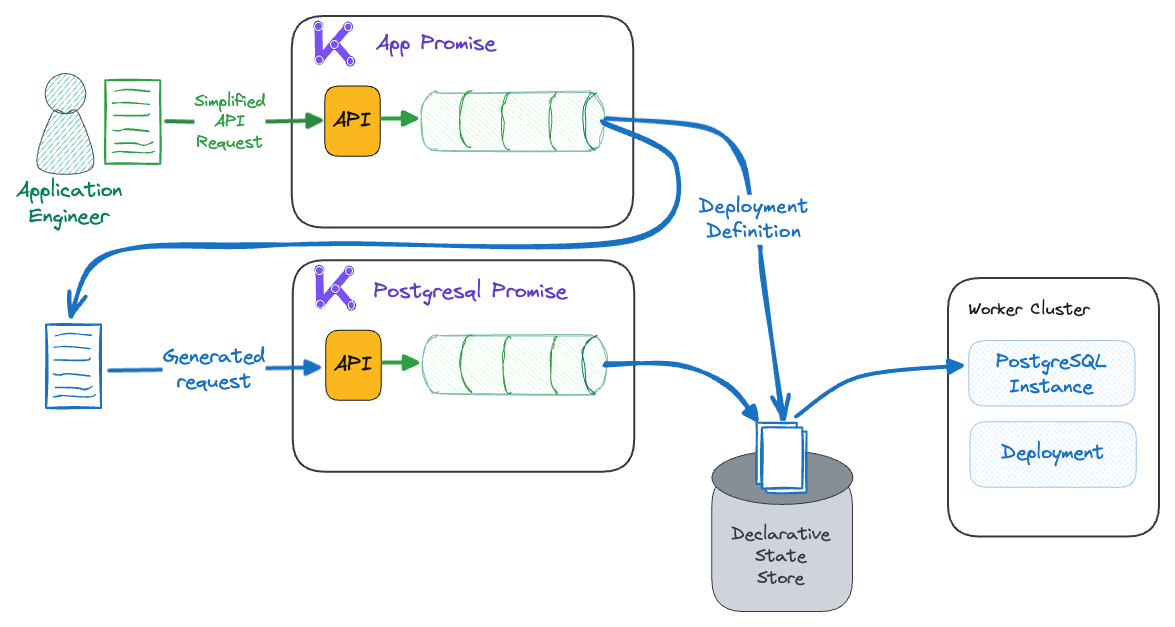 App Promise
Simplified
API
Request
API
Application
Engineer
Deployment
Definition
Postgresql Promise
Generated
request
API
Worker Cluster
PostgreSQL
Instance
Deployment
Declarative
State
Store